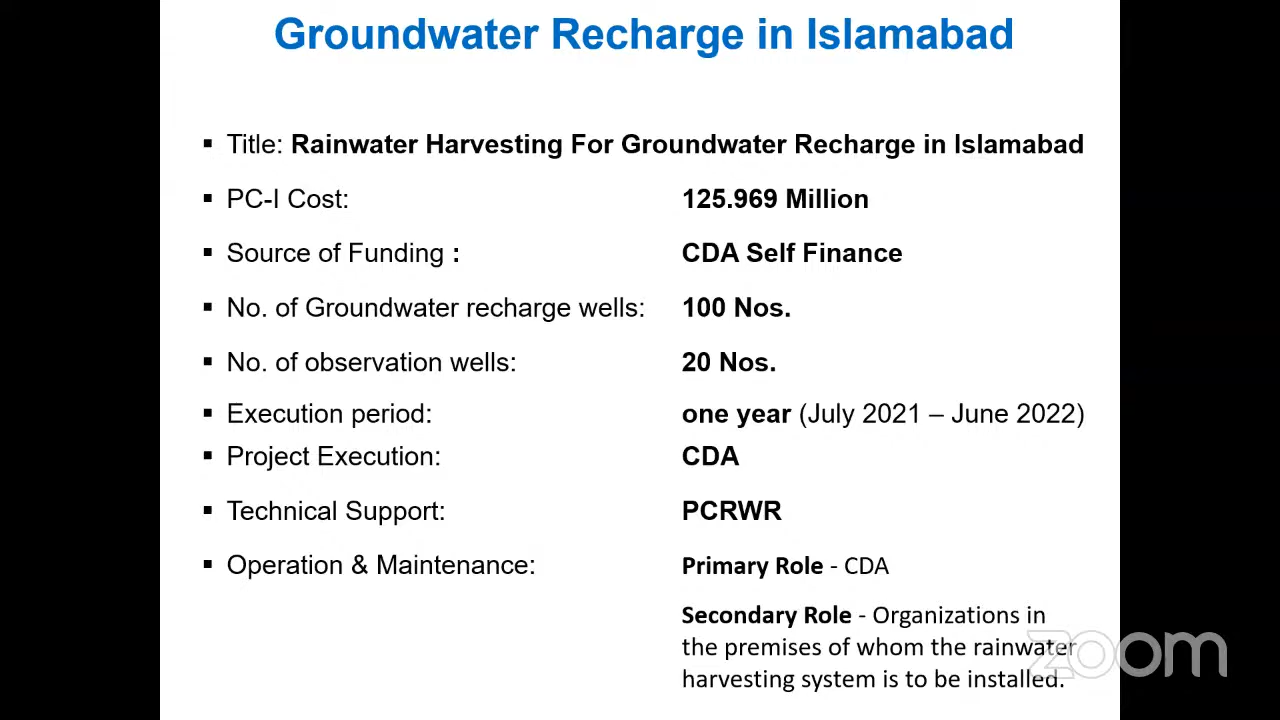 Groundwater Recharge in Islamabad
▪ Title: Rainwater Harvesting For Groundwater Recharge in Islamabad
▪ PC-I Cost: 125.969 Million
▪ Source of Funding : CDA Self Finance
▪ No. of Groundwater recharge wells: 100 Nos.
▪ No. of observation wells: 20 Nos.
▪ Execution period: one year (July 2021 – June 2022)
▪ Project Execution: CDA
▪ Technical Support: PCRWR
▪ Operation & Maintenance: Primary Role - CDA
Secondary Role - Organizations in
the premises of whom the rainwater
harvesting system is to be installed.
zoom